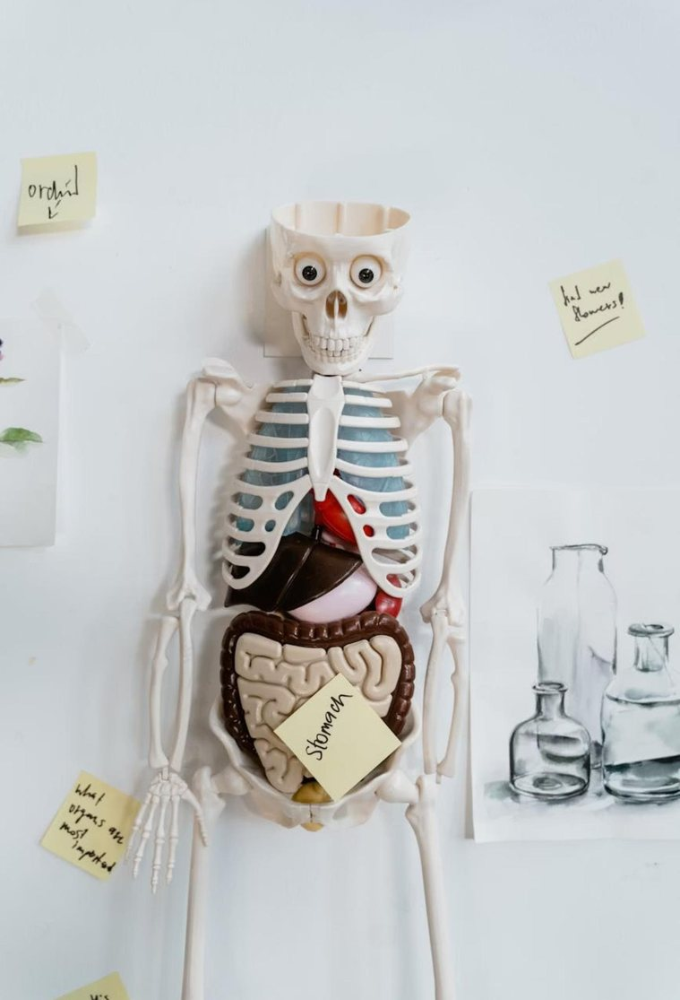 orchid
find new
flowers!
Stomach
what
organs are
most
important